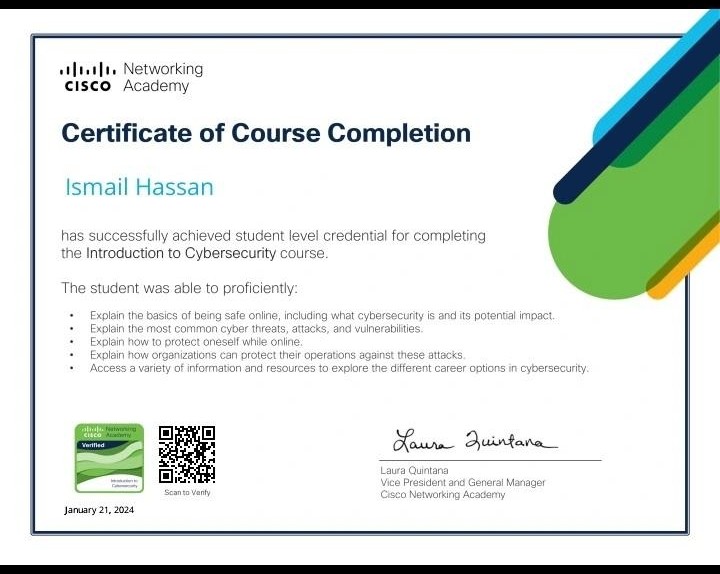 Networking
CISCO Academy
Certificate of Course Completion
Ismail Hassan
has successfully achieved student level credential for completing
the Introduction to Cybersecurity course.
The student was able to proficiently:
• Explain the basics of being safe online, including what cybersecurity is and its potential impact.
• Explain the most common cyber threats, attacks, and vulnerabilities.
• Explain how to protect oneself while online.
• Explain how organizations can protect their operations against these attacks.
• Access a variety of information and resources to explore the different career options in cybersecurity.
Networking
CISCO Academy
Verified
Introduction to
Cybersecurity
Scan to Verify
January 21, 2024
Laura Quintana
Laura Quintana
Vice President and General Manager
Cisco Networking Academy